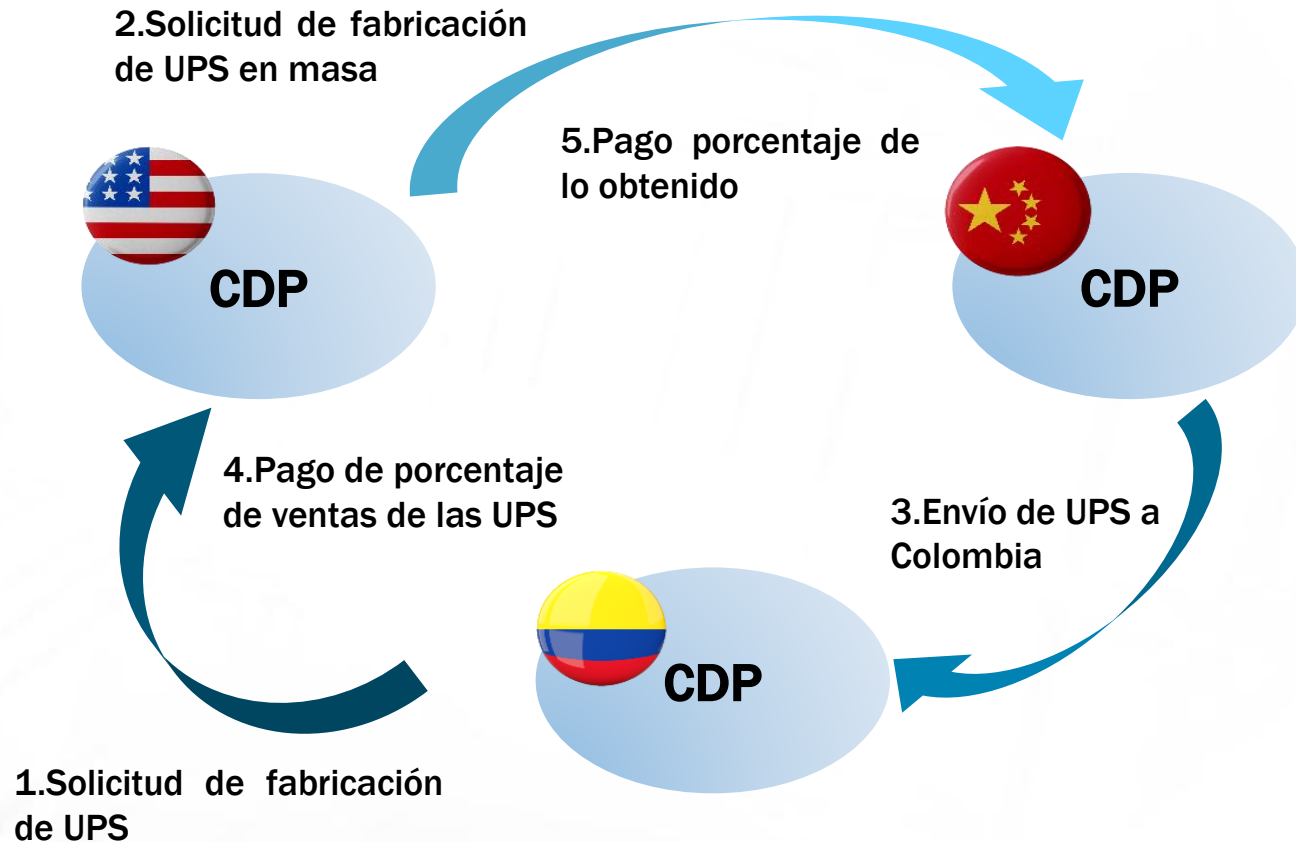 2.Solicitud de fabricación
de UPS en masa
5.Pago porcentaje de
lo obtenido
CDP
CDP
4.Pago de porcentaje
de ventas de las UPS
3.Envío de UPS a
Colombia
CDP
1.Solicitud de fabricación
de UPS